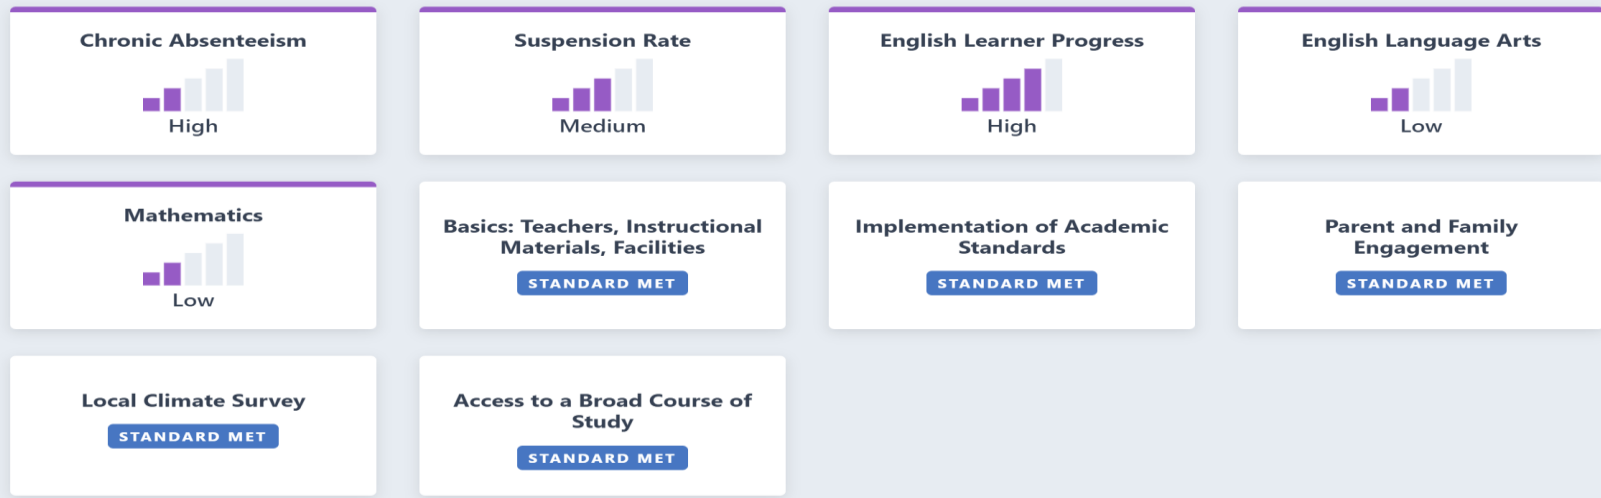 Chronic Absenteeism
High
Suspension Rate
Medium
English Learner Progress
High
English Language Arts
Low
Mathematics
Low
Basics: Teachers, Instructional
Materials, Facilities
STANDARD MET
Implementation of Academic
Standards
STANDARD MET
Parent and Family
Engagement
STANDARD MET
Local Climate Survey
STANDARD MET
Access to a Broad Course of
Study
STANDARD MET